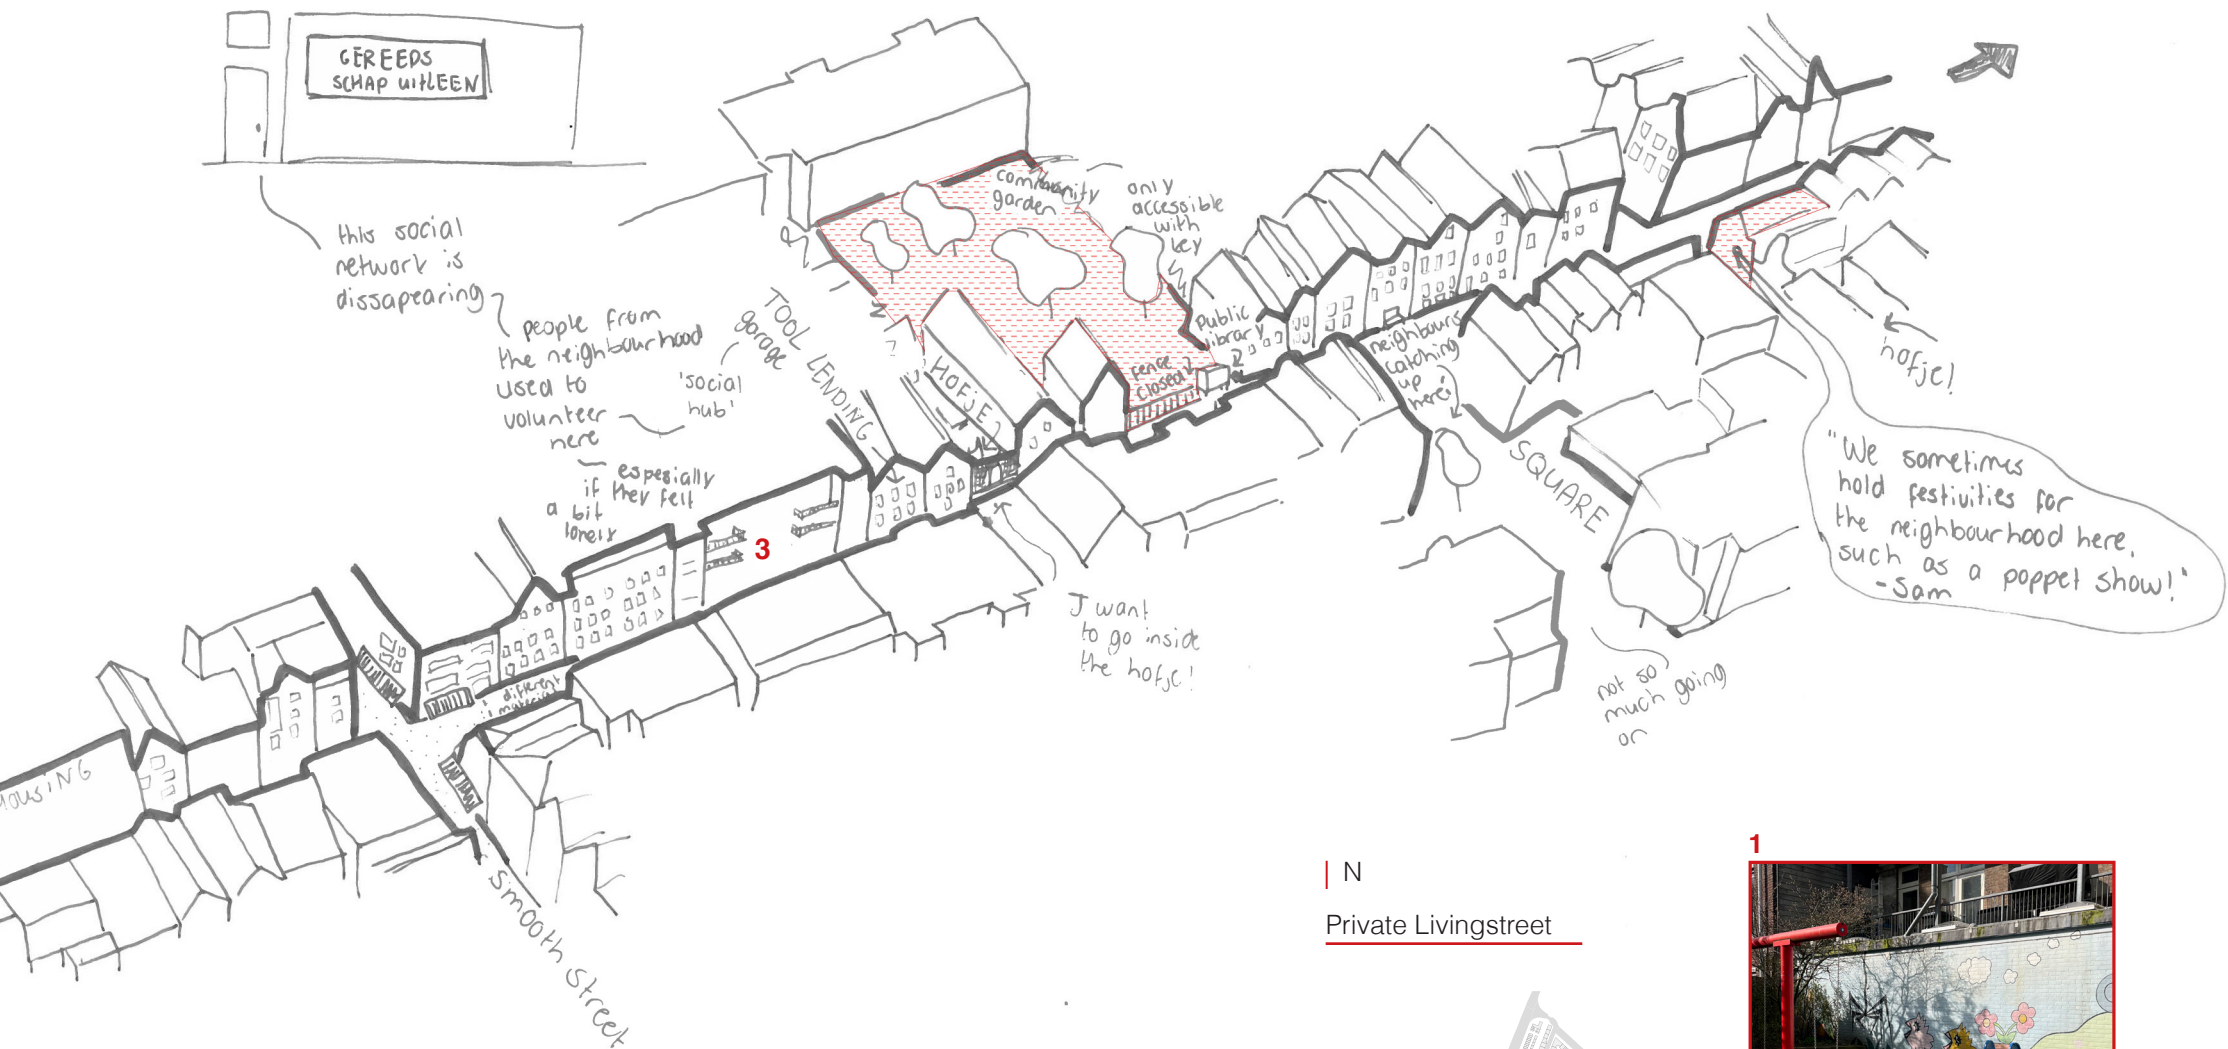 GEREEDS
SCHAP UITLEEN
this social
network is
dissapearing
people from
the neighbourhood
used to
volunteer
here
'social
hub'
espesially
if they felt
a bit
lonely
TOOL LENDING
garage
HOFJE
community
garden
only
accessible
with
key
public
library
fence
closed
neighbours
catching
up
here!
SQUARE
hofje!
"We sometimes
hold festivities for
the neighbourhood here,
such as a poppet show!"
-Sam
3
I want
to go inside
the hofje!
not so
much going
on
different
HOUSING
Smooth Street
| N
Private Livingstreet
1